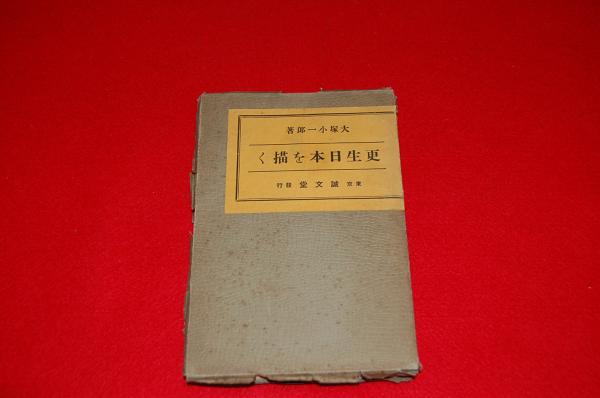 大塚小一郎著
更生日本を描く
東京 誠文堂 發行